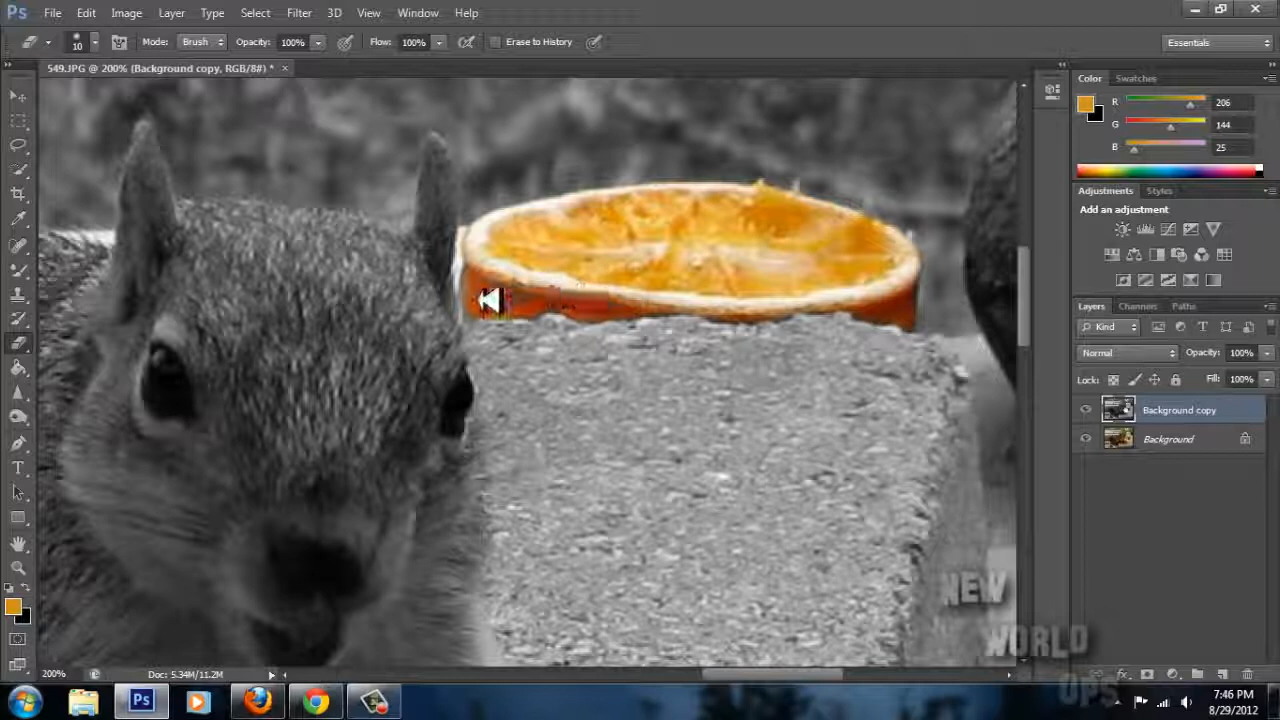 Ps File Edit Image Layer Type Select Filter 3D View Window Help
10 Mode: Brush Opacity: 100% Flow: 100% Erase to History Essentials
549.JPG @ 200% (Background copy, RGB/8#) * ×
Color Swatches
R 206
G 144
B 25
Adjustments Styles
Add an adjustment
Layers Channels Paths
Kind
Normal Opacity: 100%
Lock: Fill: 100%
Background copy
Background
NEW
WORLD
OPS
200% Doc: 5.34M/11.2M
Ps
7:46 PM
8/29/2012